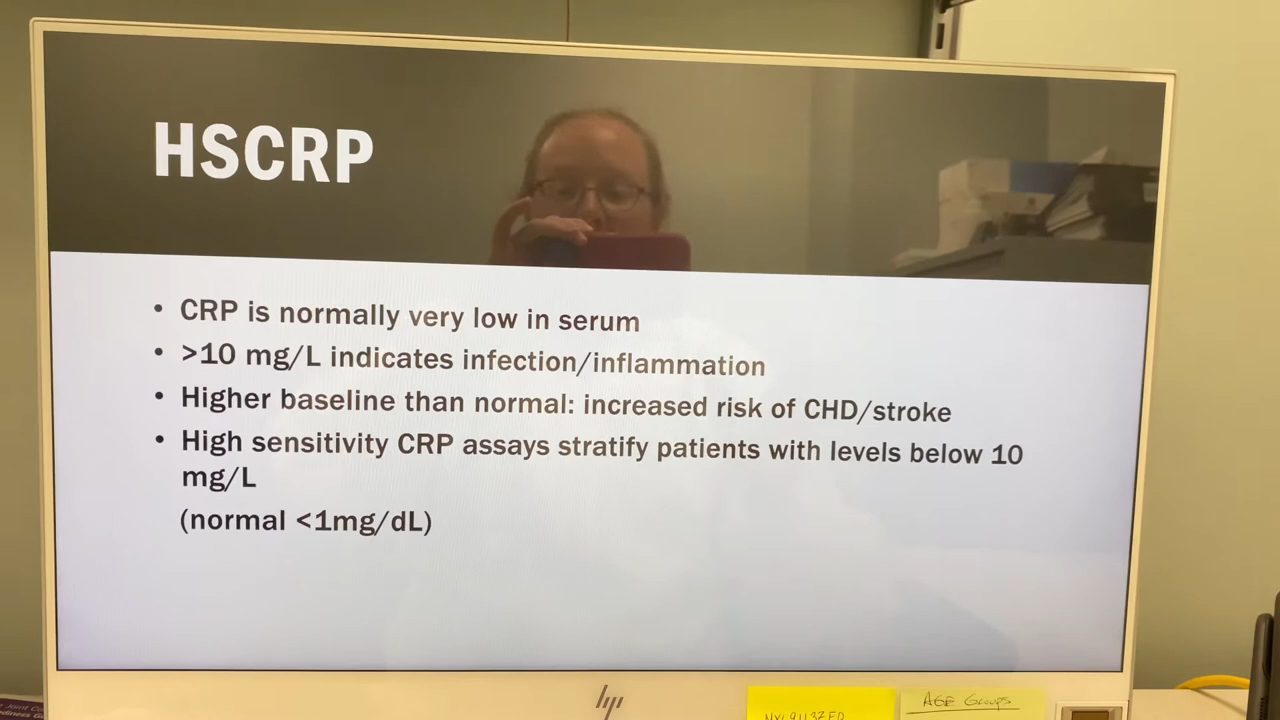 HSCRP
• CRP is normally very low in serum
• >10 mg/L indicates infection/inflammation
• Higher baseline than normal: increased risk of CHD/stroke
• High sensitivity CRP assays stratify patients with levels below 10
mg/L
(normal <1mg/dL)
hp
AGE Groups